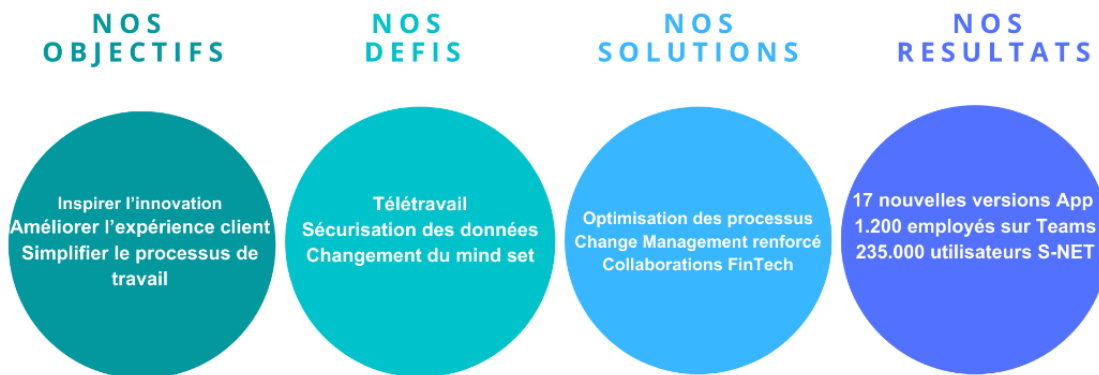 NOS
OBJECTIFS
Inspirer l'innovation
Améliorer l'expérience client
Simplifier le processus de
travail
NOS
DEFIS
Télétravail
Sécurisation des données
Changement du mind set
NOS
SOLUTIONS
Optimisation des processus
Change Management renforcé
Collaborations FinTech
NOS
RESULTATS
17 nouvelles versions App
1.200 employés sur Teams
235.000 utilisateurs S-NET